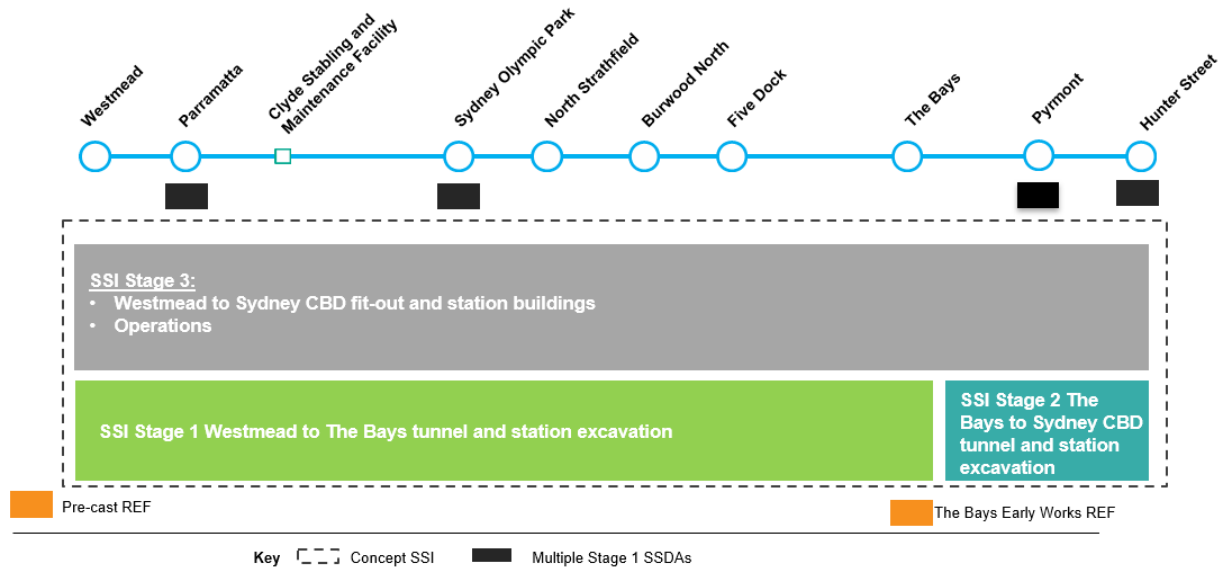 Westmead
Parramatta
Clyde Stabling and
Maintenance Facility
Sydney Olympic Park
North Strathfield
Burwood North
Five Dock
The Bays
Pyrmont
Hunter Street
SSI Stage 3:
• Westmead to Sydney CBD fit-out and station buildings
• Operations
SSI Stage 1 Westmead to The Bays tunnel and station excavation
SSI Stage 2 The
Bays to Sydney CBD
tunnel and station
excavation
Pre-cast REF
The Bays Early Works REF
Key Concept SSI Multiple Stage 1 SSDAs